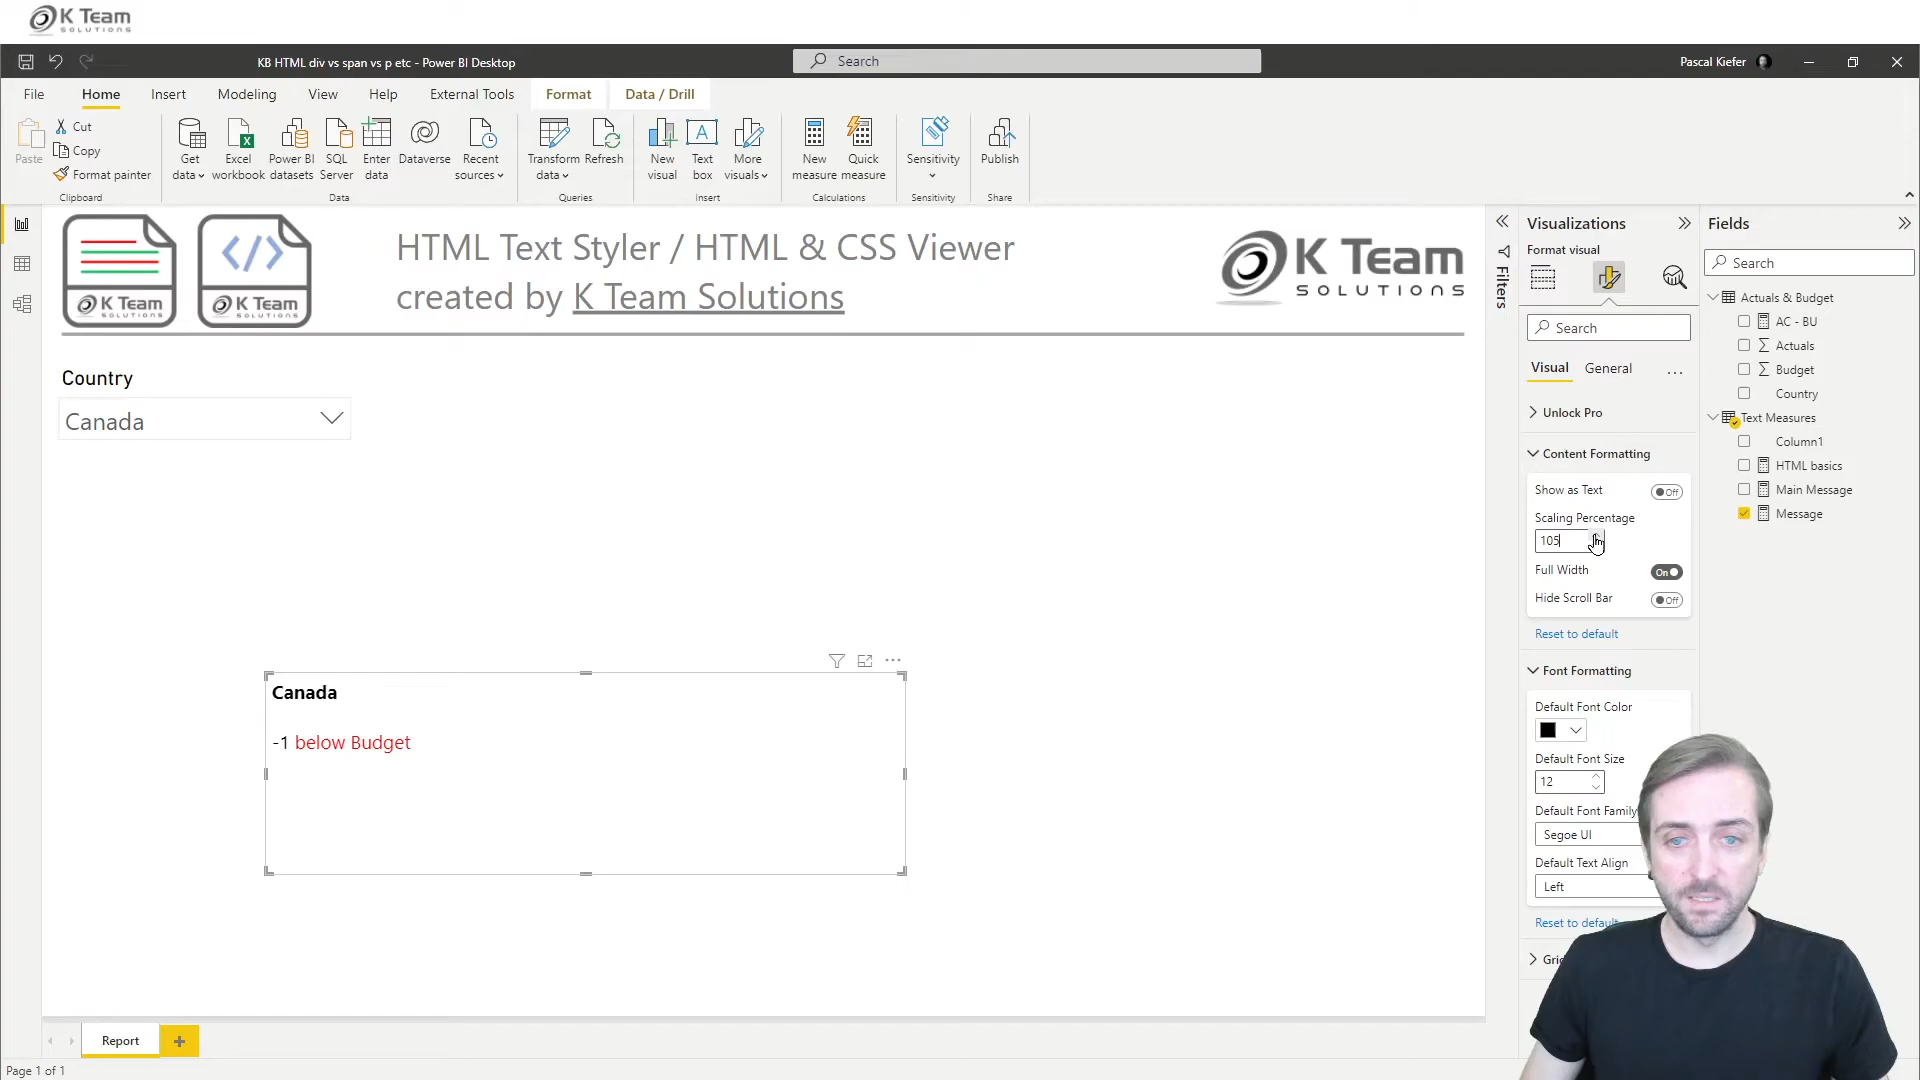 K Team
SOLUTIONS
KB HTML div vs span vs p etc - Power BI Desktop
Search
Pascal Kiefer
File
Home
Insert
Modeling
View
Help
External Tools
Format
Data / Drill
Paste
Cut
Copy
Format painter
Clipboard
Get data
Excel workbook
Power BI datasets
SQL Server
Enter data
Dataverse
Recent sources
Data
Transform data
Refresh
Queries
New visual
Text box
More visuals
Insert
New measure
Quick measure
Calculations
Sensitivity
Sensitivity
Publish
Share
K Team
SOLUTIONS
</>
K Team
SOLUTIONS
HTML Text Styler / HTML & CSS Viewer
created by K Team Solutions
K Team
SOLUTIONS
Country
Canada
Canada
-1 below Budget
Filters
Visualizations
Format visual
Search
Visual
General
...
Unlock Pro
Content Formatting
Show as Text
Off
Scaling Percentage
105
Full Width
On
Hide Scroll Bar
Off
Reset to default
Font Formatting
Default Font Color
Default Font Size
12
Default Font Family
Segoe UI
Default Text Align
Left
Reset to default
Grid
Fields
Search
Actuals & Budget
AC - BU
Actuals
Budget
Country
Text Measures
Column1
HTML basics
Main Message
Message
Report
Page 1 of 1